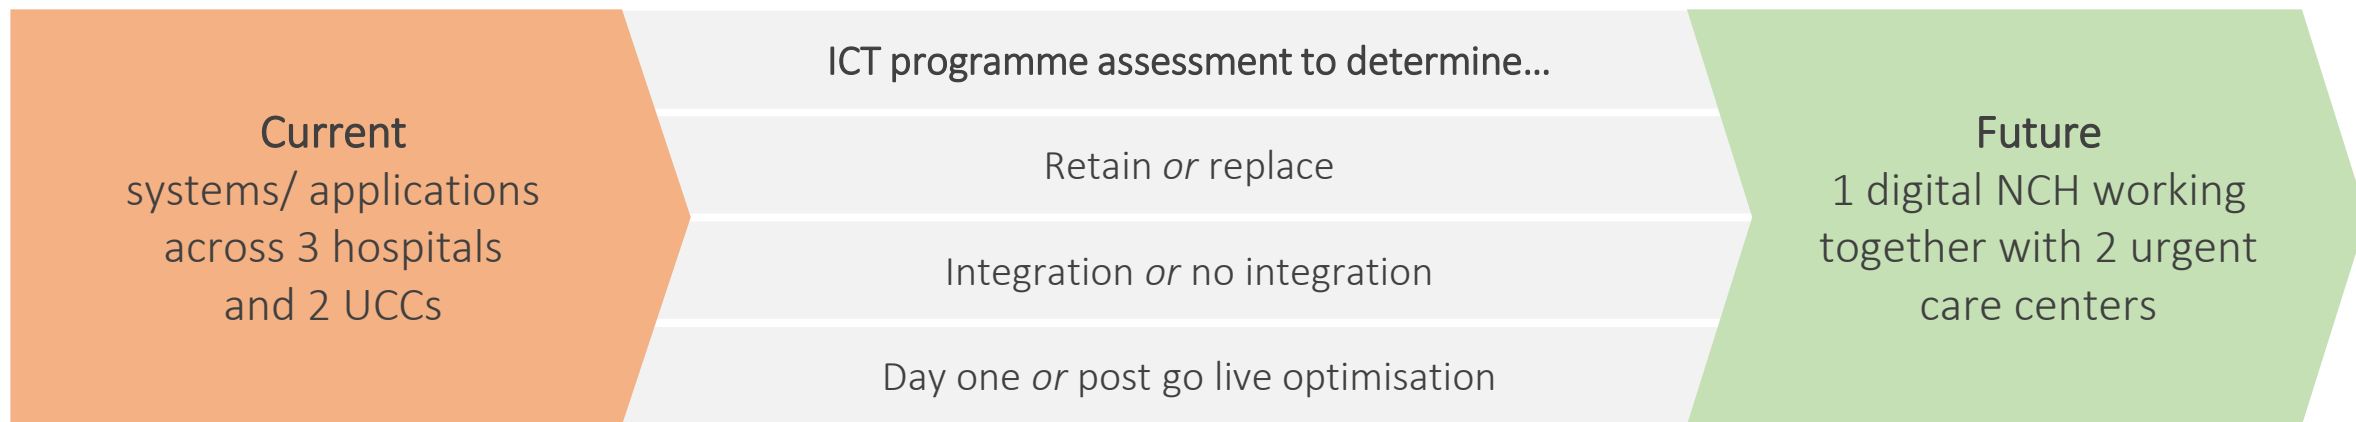 Current
systems/ applications
across 3 hospitals
and 2 UCCs
ICT programme assessment to determine...
Retain or replace
Integration or no integration
Day one or post go live optimisation
Future
1 digital NCH working
together with 2 urgent
care centers